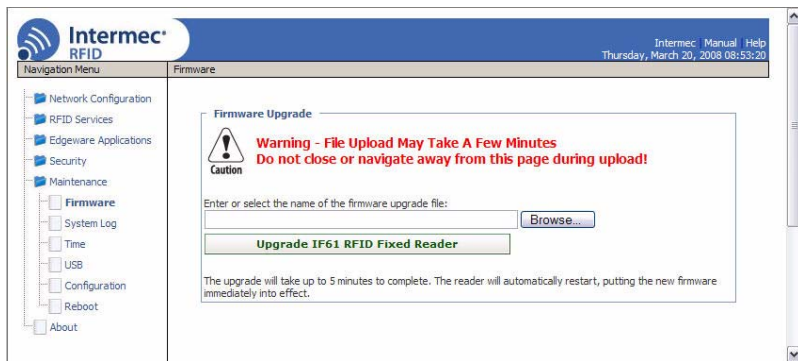 Intermec
RFID
Intermec | Manual | Help
Thursday, March 20, 2008 08:53:20
Navigation Menu
Firmware
Network Configuration
RFID Services
Edgeware Applications
Security
Maintenance
Firmware
System Log
Time
USB
Configuration
Reboot
About
Firmware Upgrade
Caution
Warning - File Upload May Take A Few Minutes
Do not close or navigate away from this page during upload!
Enter or select the name of the firmware upgrade file:
Browse...
Upgrade IF61 RFID Fixed Reader
The upgrade will take up to 5 minutes to complete. The reader will automatically restart, putting the new firmware
immediately into effect.